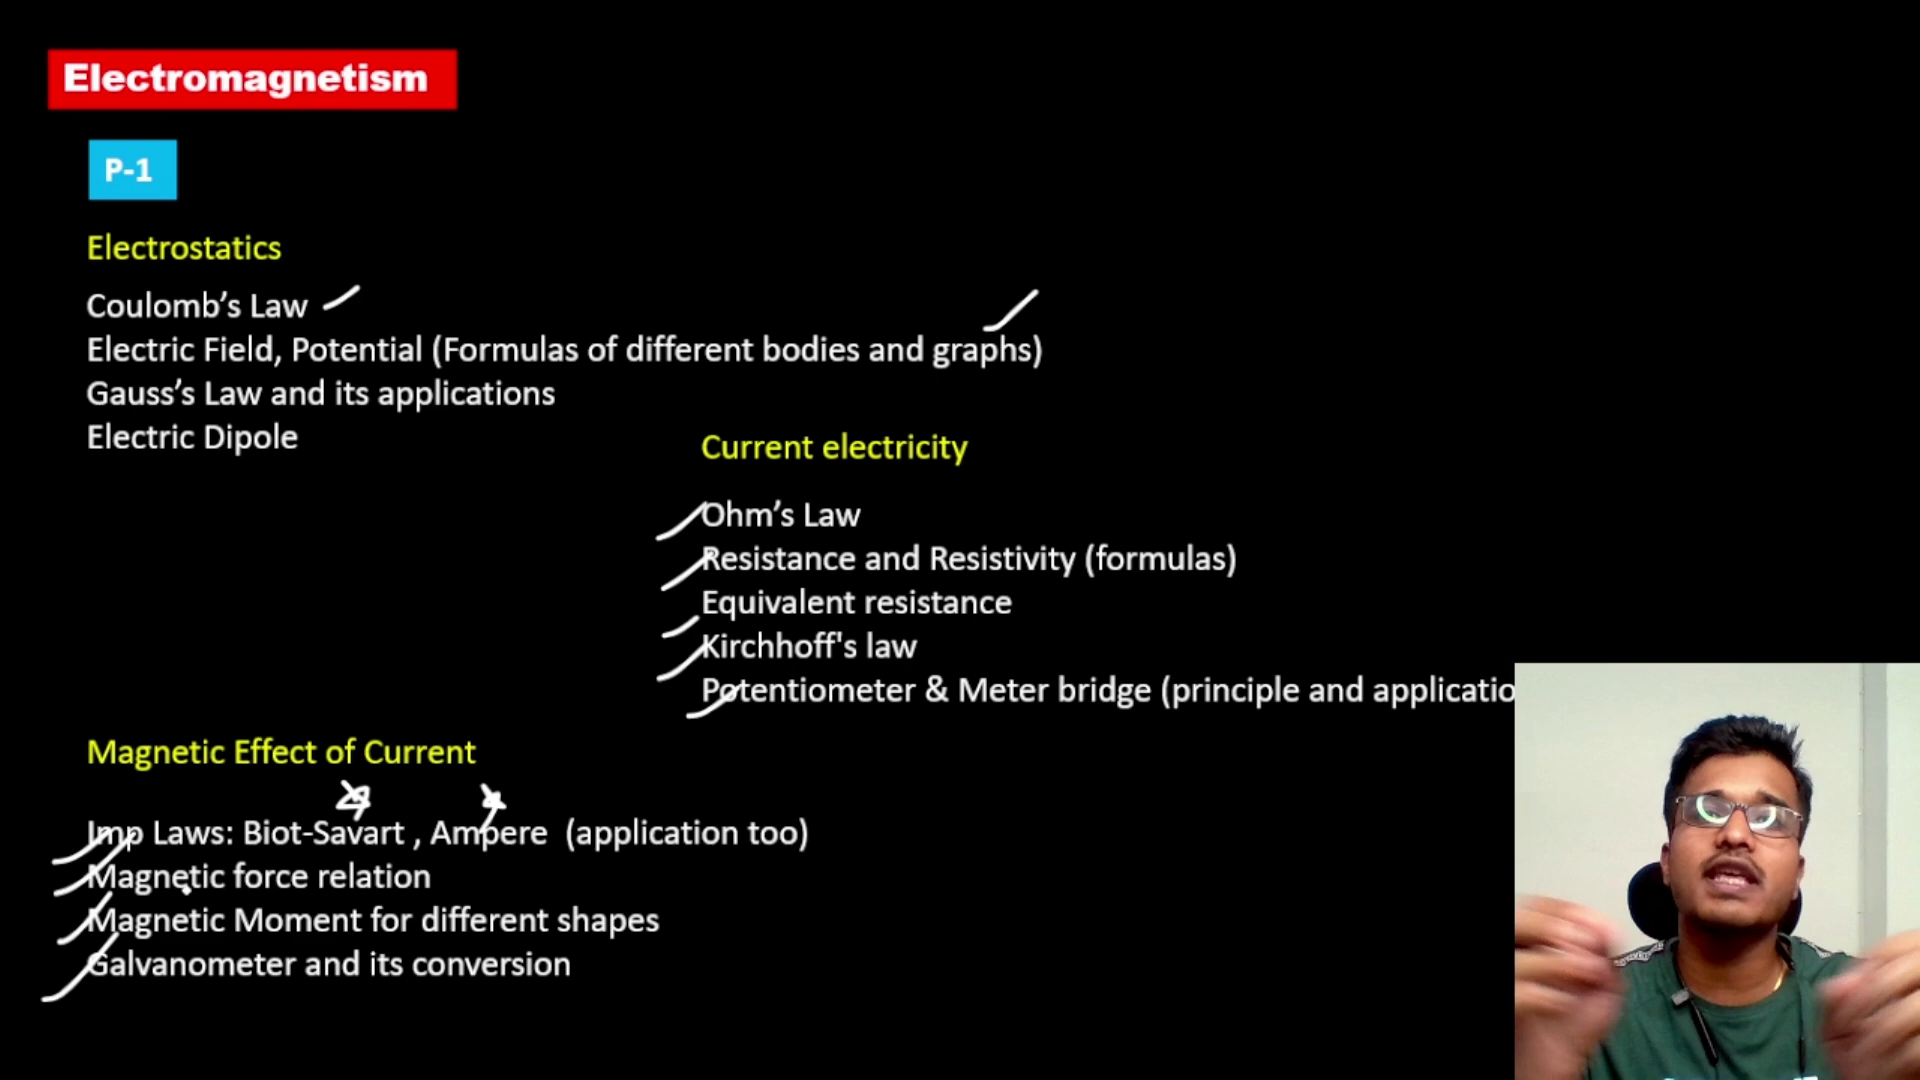 Electromagnetism
P-1
Electrostatics
Coulomb’s Law
Electric Field, Potential (Formulas of different bodies and graphs)
Gauss’s Law and its applications
Electric Dipole
Current electricity
Ohm’s Law
Resistance and Resistivity (formulas)
Equivalent resistance
Kirchhoff's law
Potentiometer & Meter bridge (principle and applicatio
Magnetic Effect of Current
Imp Laws: Biot-Savart , Ampere (application too)
Magnetic force relation
Magnetic Moment for different shapes
Galvanometer and its conversion